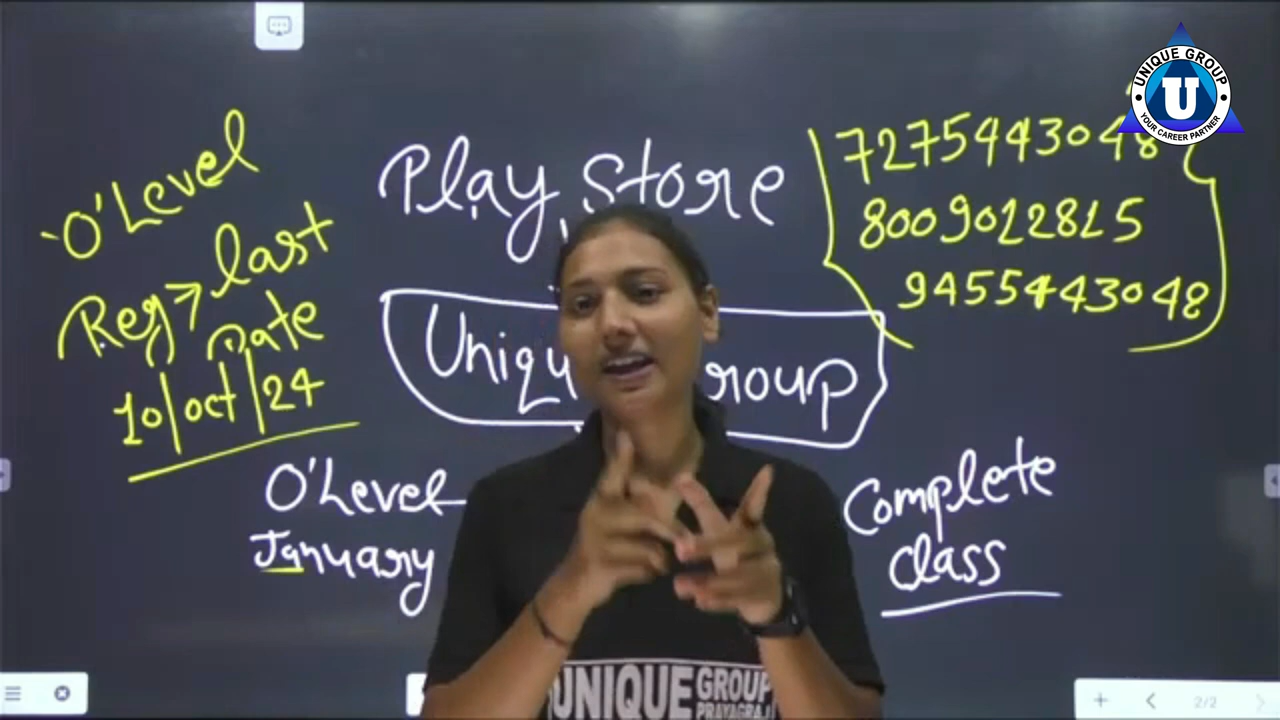 O'Level
Reg → last
Date
10/oct/24
Play Store
Uniqu roup
O'Level
January
Complete
class
7275443048
8009022815
9455443048
UNIQUE GROUP
U
YOUR CAREER PARTNER
UNIQUE GROUP
PRAYAGRAJ
2/2